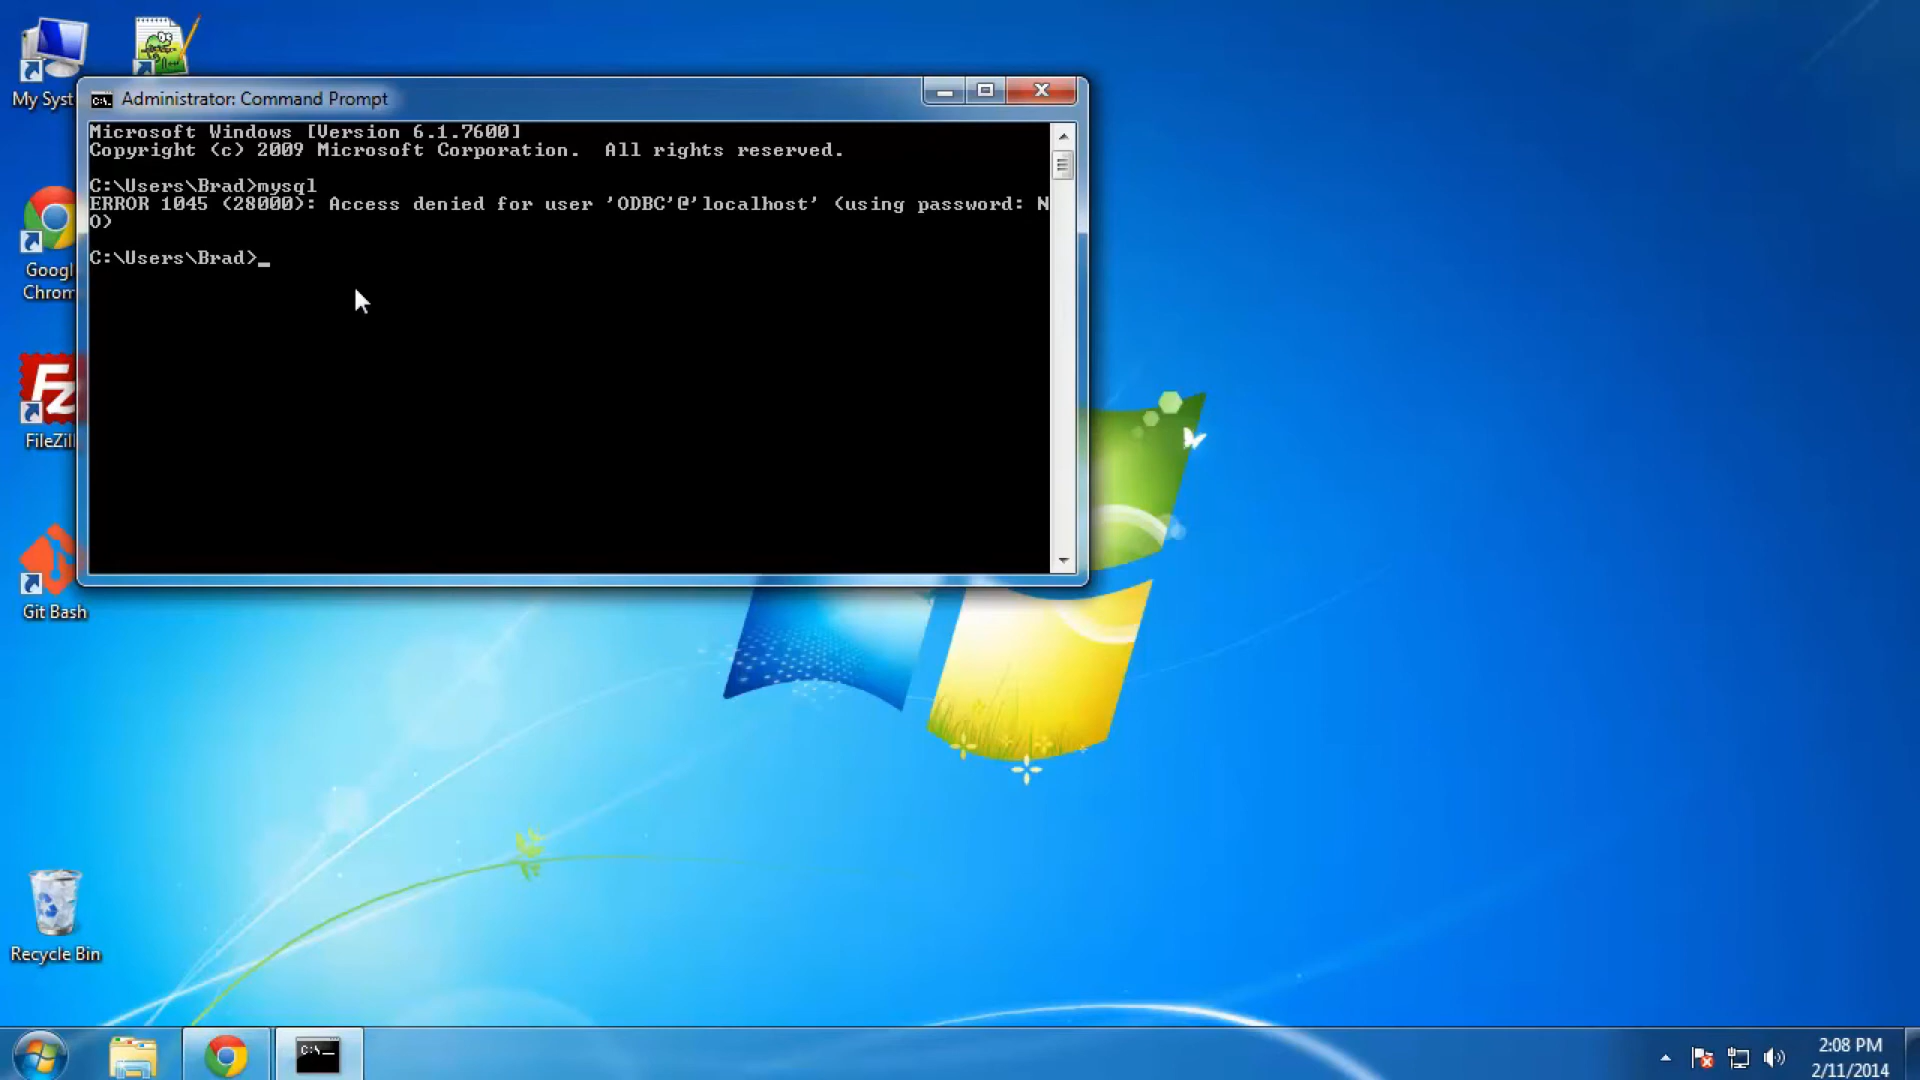 My Syst
Administrator: Command Prompt
Microsoft Windows [Version 6.1.7600]
Copyright (c) 2009 Microsoft Corporation.  All rights reserved.
C:\Users\Brad>mysql
ERROR 1045 (28000): Access denied for user 'ODBC'@'localhost' (using password: N
O)
C:\Users\Brad>_
Googl
Chrom
FileZill
Git Bash
Recycle Bin
C:\_
2:08 PM
2/11/2014